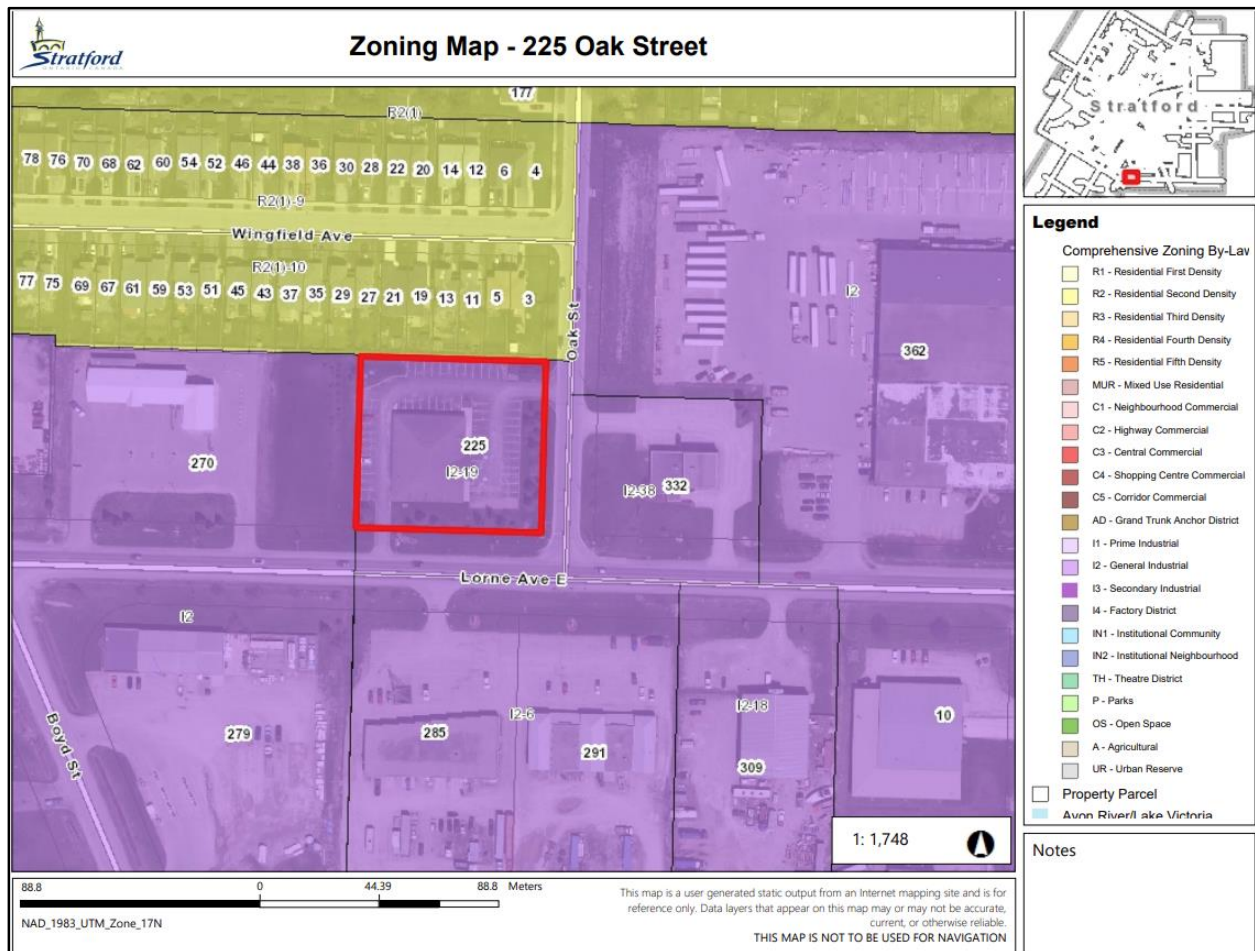 Stratford
ONTARIO CANADA
Zoning Map - 225 Oak Street
Stratford
177
R2(1)
78 76 70 68 62 60 54 52 46 44 38 36 30 28 22 20 14 12 6 4
R2(1)-9
Wingfield Ave
R2(1)-10
77 75 69 67 61 59 53 51 45 43 37 35 29 27 21 19 13 11 5 3
I2
Oak St
362
225
270
I2-19
I2-38 332
Lorne Ave E
I2
Boyd St
279
285
I2-6
291
I2-18
309
10
1: 1,748
Legend
Comprehensive Zoning By-Law
R1 - Residential First Density
R2 - Residential Second Density
R3 - Residential Third Density
R4 - Residential Fourth Density
R5 - Residential Fifth Density
MUR - Mixed Use Residential
C1 - Neighbourhood Commercial
C2 - Highway Commercial
C3 - Central Commercial
C4 - Shopping Centre Commercial
C5 - Corridor Commercial
AD - Grand Trunk Anchor District
I1 - Prime Industrial
I2 - General Industrial
I3 - Secondary Industrial
I4 - Factory District
IN1 - Institutional Community
IN2 - Institutional Neighbourhood
TH - Theatre District
P - Parks
OS - Open Space
A - Agricultural
UR - Urban Reserve
Property Parcel
Avon River/Lake Victoria
Notes
88.8 0 44.39 88.8 Meters
NAD_1983_UTM_Zone_17N
This map is a user generated static output from an Internet mapping site and is for
reference only. Data layers that appear on this map may or may not be accurate,
current, or otherwise reliable.
THIS MAP IS NOT TO BE USED FOR NAVIGATION